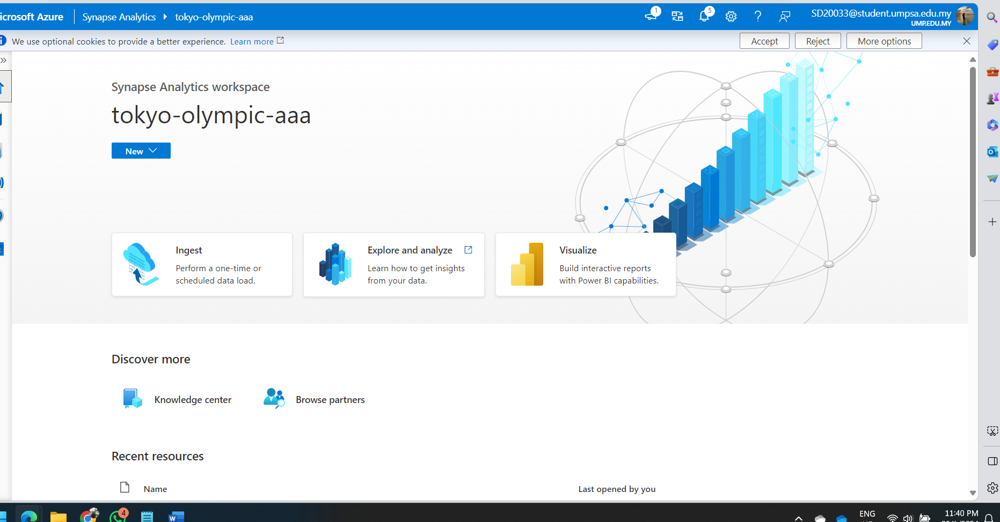 icrosoft Azure
Synapse Analytics
tokyo-olympic-aaa
1
5
SD20033@student.umpsa.edu.my
UMP.EDU.MY
We use optional cookies to provide a better experience. Learn more
Accept
Reject
More options
Synapse Analytics workspace
tokyo-olympic-aaa
New
Ingest
Perform a one-time or
scheduled data load.
Explore and analyze
Learn how to get insights
from your data.
Visualize
Build interactive reports
with Power BI capabilities.
Discover more
Knowledge center
Browse partners
Recent resources
Name
Last opened by you
4
ENG
11:40 PM